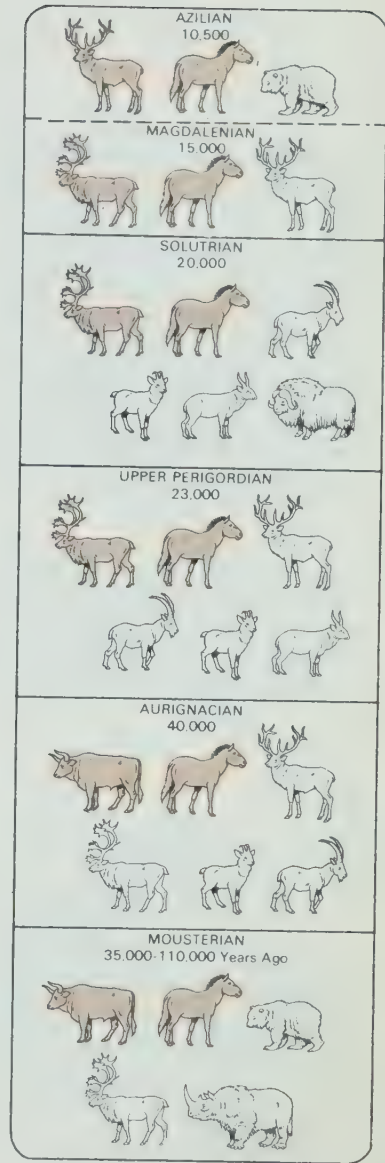 AZILIAN
10,500
MAGDALENIAN
15.000
SOLUTRIAN
20,000
UPPER PERIGORDIAN
23,000
AURIGNACIAN
40,000
MOUSTERIAN
35,000-110,000 Years Ago